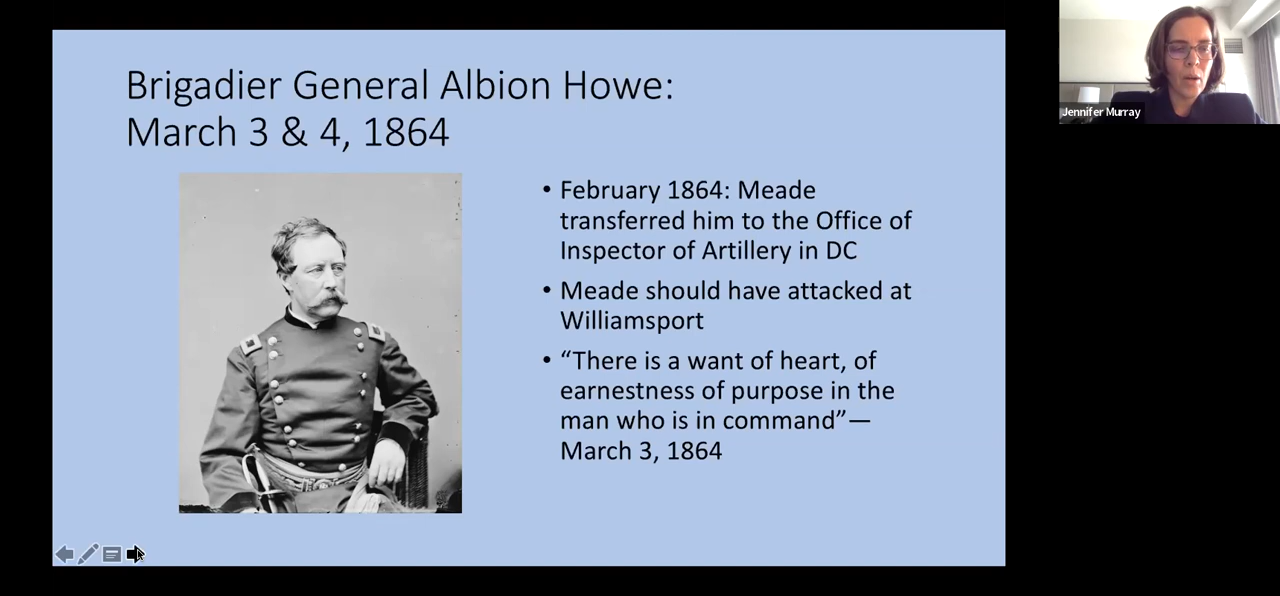 Brigadier General Albion Howe:
March 3 & 4, 1864
• February 1864: Meade
transferred him to the Office of
Inspector of Artillery in DC
• Meade should have attacked at
Williamsport
• “There is a want of heart, of
earnestness of purpose in the
man who is in command”—
March 3, 1864
Jennifer Murray